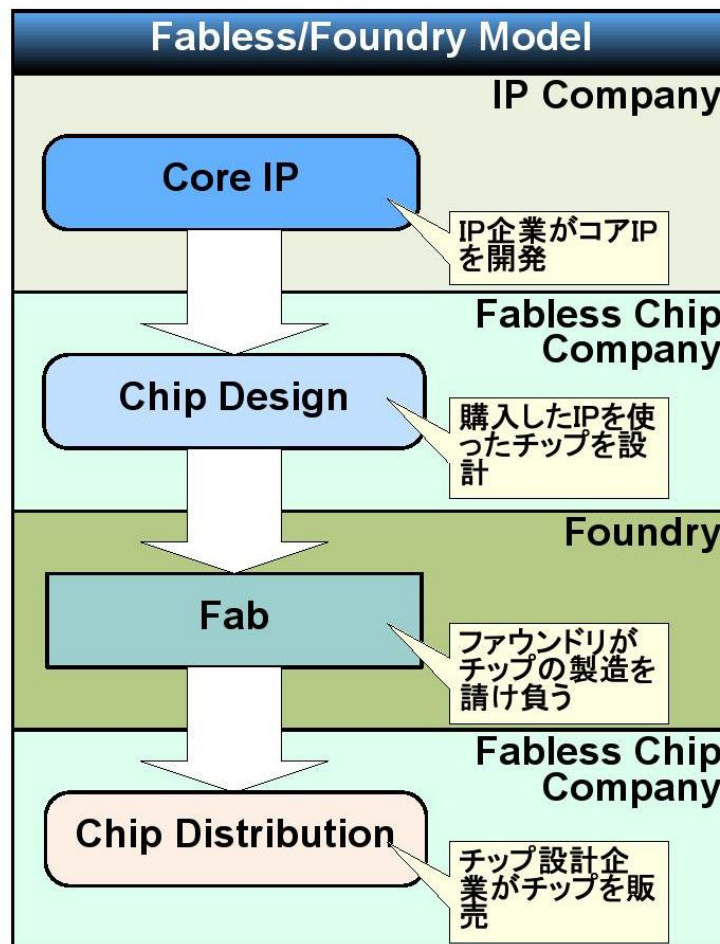 Fabless/Foundry Model
IP Company
Core IP
IP企業がコアIP
を開発
Fabless Chip
Company
Chip Design
購入したIPを使
ったチップを設
計
Foundry
Fab
ファウンドリが
チップの製造を
請け負う
Fabless Chip
Company
Chip Distribution
チップ設計企
業がチップを販
売